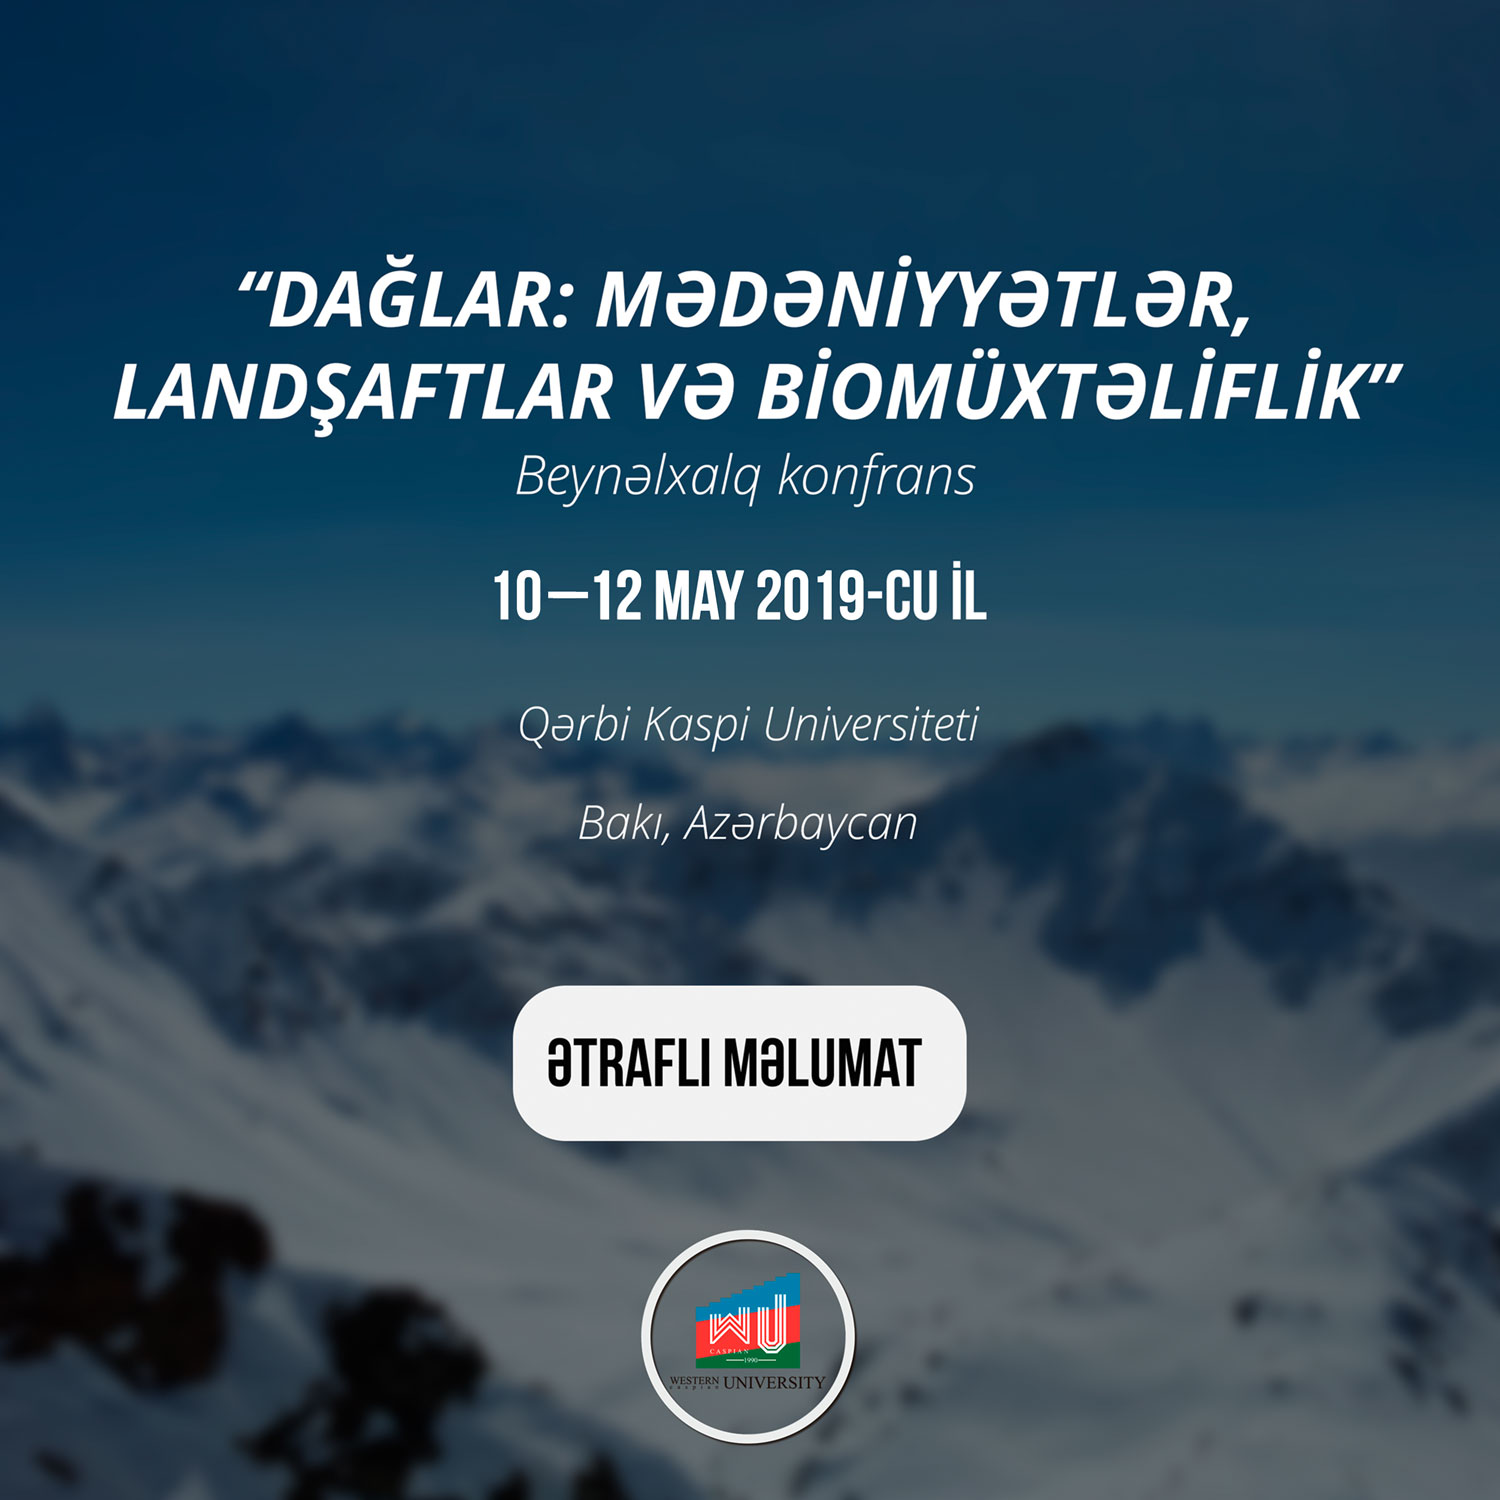 “DAĞLAR: MƏDƏNİYYƏTLƏR,
LANDŞAFTLAR VƏ BİOMÜXTƏLİFLİK”
Beynəlxalq konfrans
10—12 MAY 2019-CU İL
Qərbi Kaspi Universiteti
Bakı, Azərbaycan
ƏTRAFLI MƏLUMAT
WU
CASPIAN
1990
WESTERN
CASPIAN UNIVERSITY